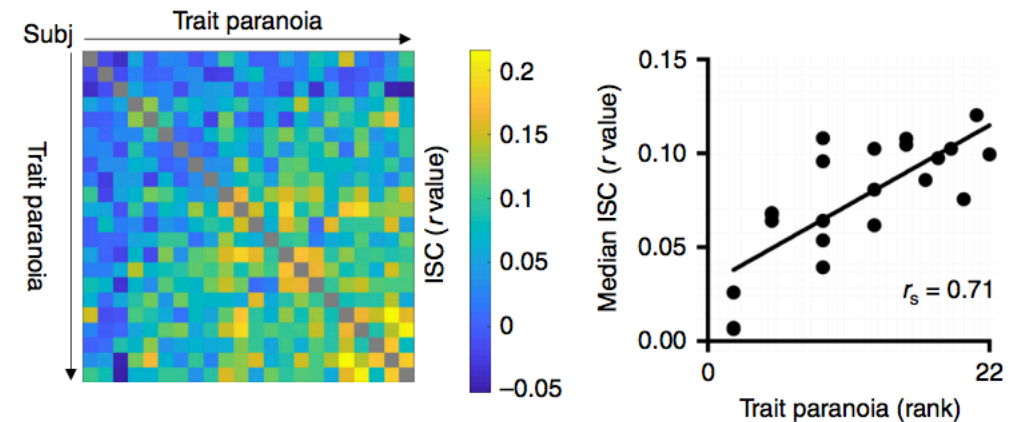 Subj
Trait paranoia
Trait paranoia
0.2
0.15
0.1
0.05
0
−0.05
ISC (r value)
Median ISC (r value)
0.15
0.10
0.05
0.00
rs = 0.71
0
22
Trait paranoia (rank)